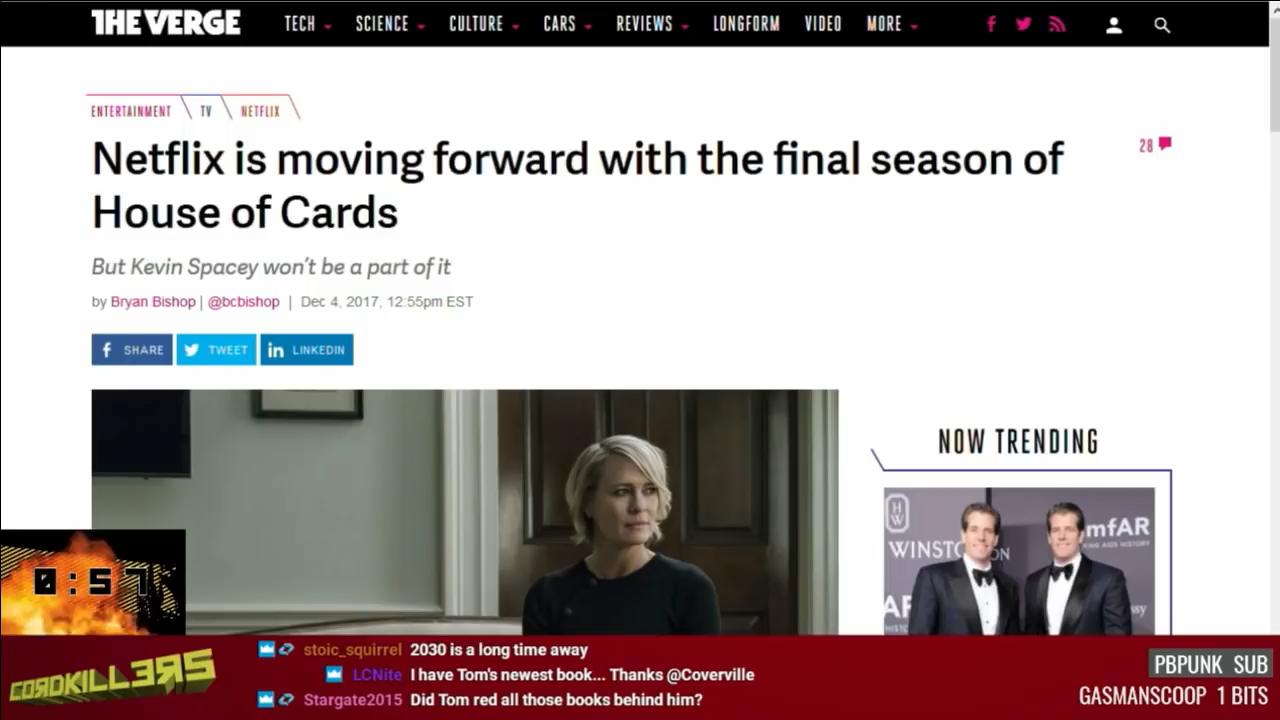 THE VERGE
TECH SCIENCE CULTURE CARS REVIEWS LONGFORM VIDEO MORE
ENTERTAINMENT TV NETFLIX
Netflix is moving forward with the final season of
House of Cards
28
But Kevin Spacey won't be a part of it
by Bryan Bishop | @bcbishop | Dec 4, 2017, 12:55pm EST
SHARE TWEET LINKEDIN
NOW TRENDING
HW
WINSTON
amfAR
0:57
CORDKILLERS
stoic_squirrel 2030 is a long time away
LCNite I have Tom's newest book... Thanks @Coverville
Stargate2015 Did Tom red all those books behind him?
PBPUNK SUB
GASMANSCOOP 1 BITS